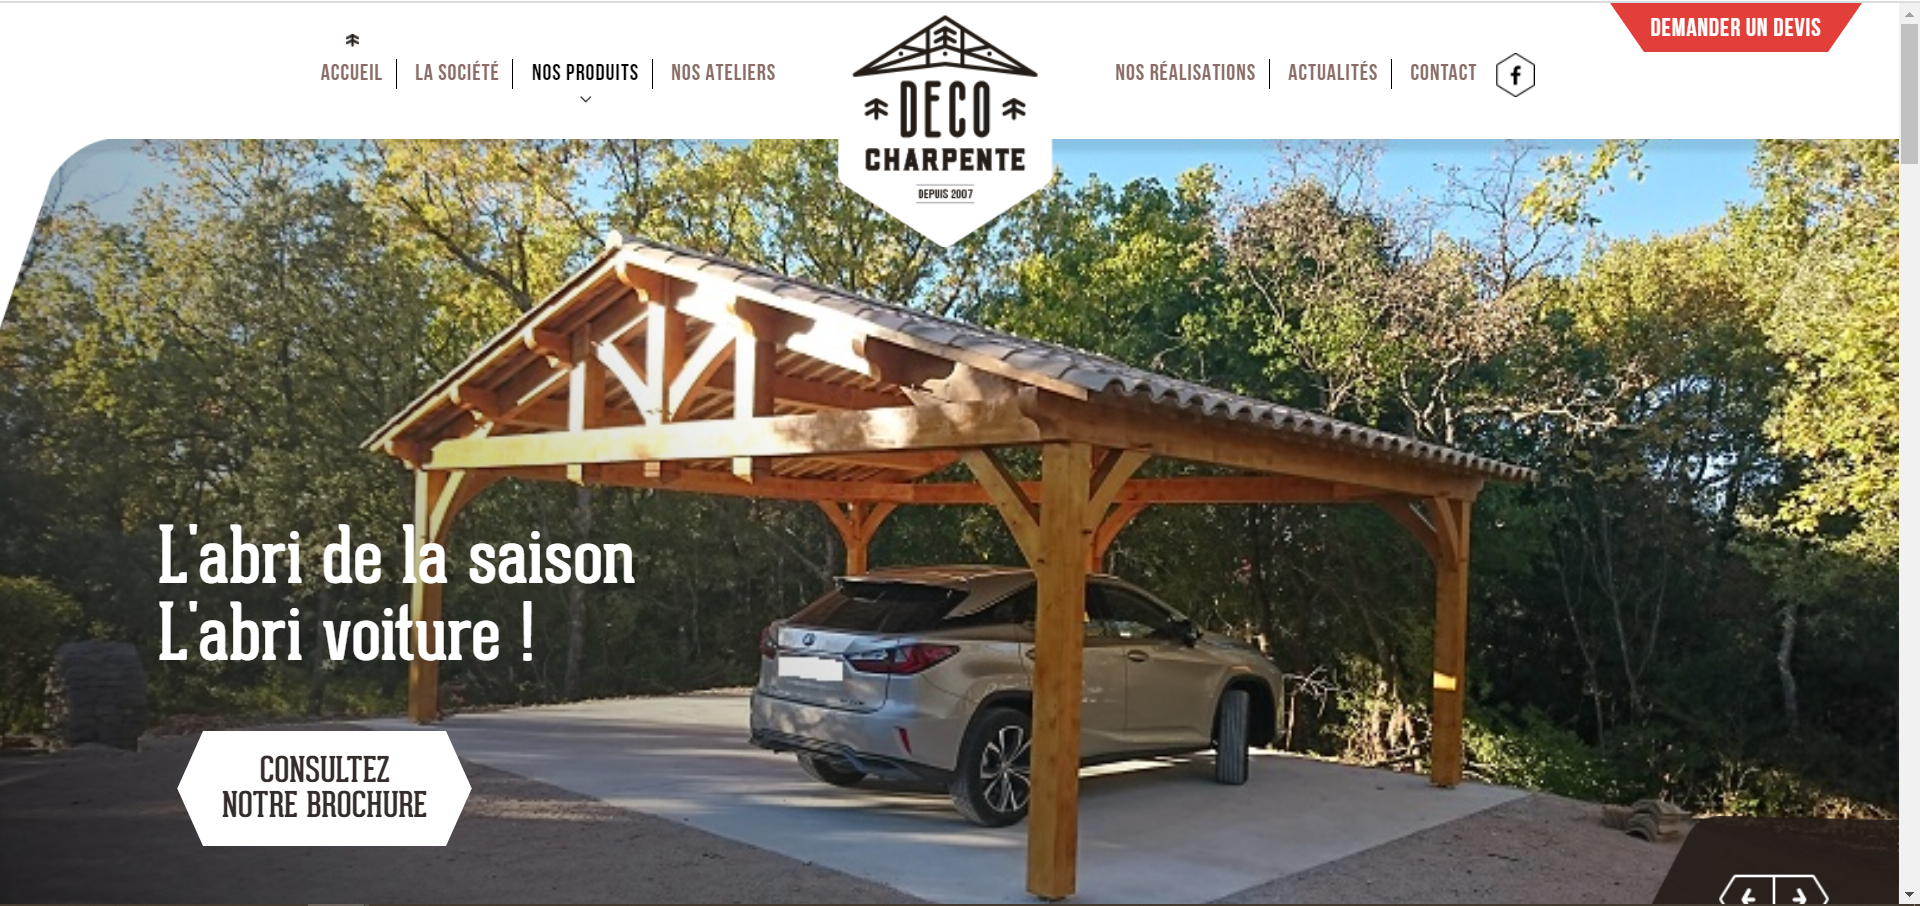 DEMANDER UN DEVIS
ACCUEIL
LA SOCIÉTÉ
NOS PRODUITS
NOS ATELIERS
DECO
CHARPENTE
DEPUIS 2007
NOS RÉALISATIONS
ACTUALITÉS
CONTACT
L'abri de la saison
L'abri voiture !
CONSULTEZ
NOTRE BROCHURE